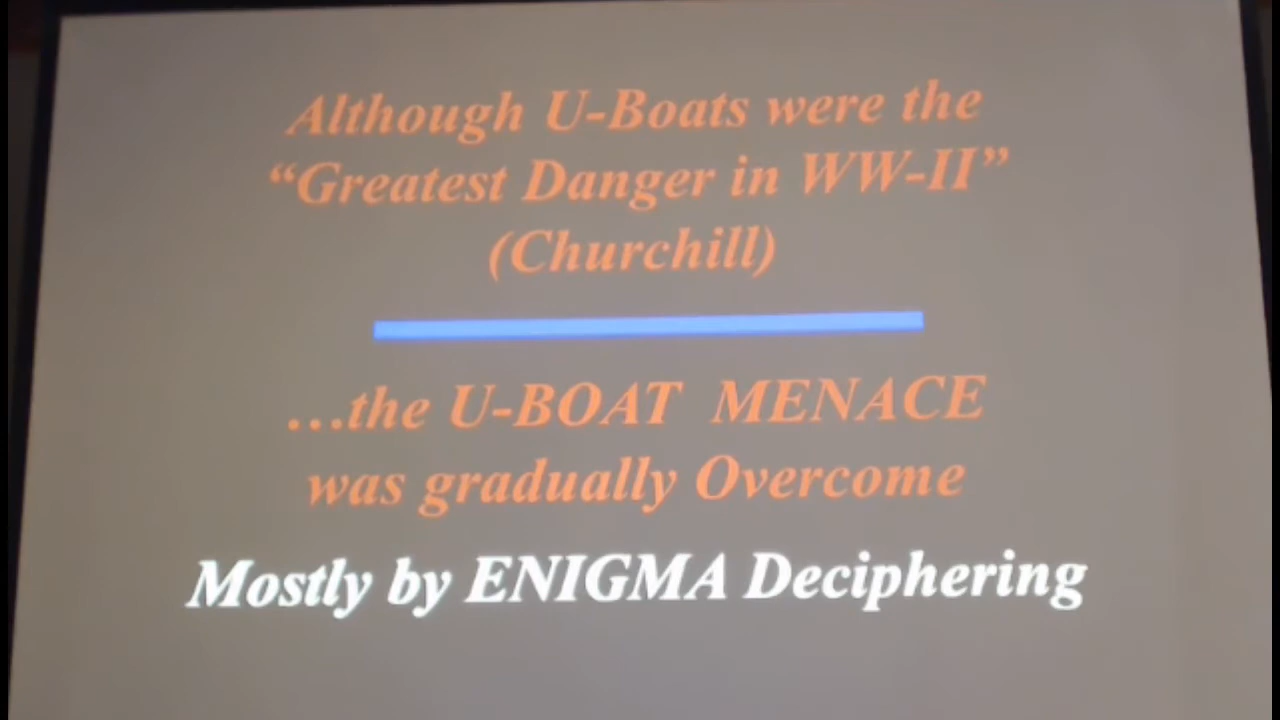 Although U-Boats were the
“Greatest Danger in WW-II”
(Churchill)
…the U-BOAT MENACE
was gradually Overcome
Mostly by ENIGMA Deciphering